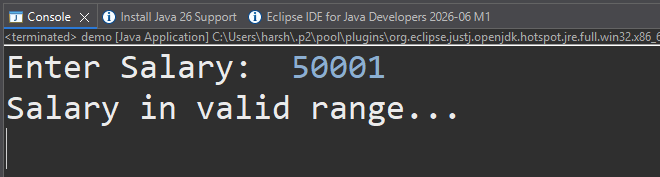 Console Install Java 26 Support Eclipse IDE for Java Developers 2026-06 M1
<terminated> demo [Java Application] C:\Users\harsh\.p2\pool\plugins\org.eclipse.justj.openjdk.hotspot.jre.full.win32.x86_6
Enter Salary:  50001
Salary in valid range...